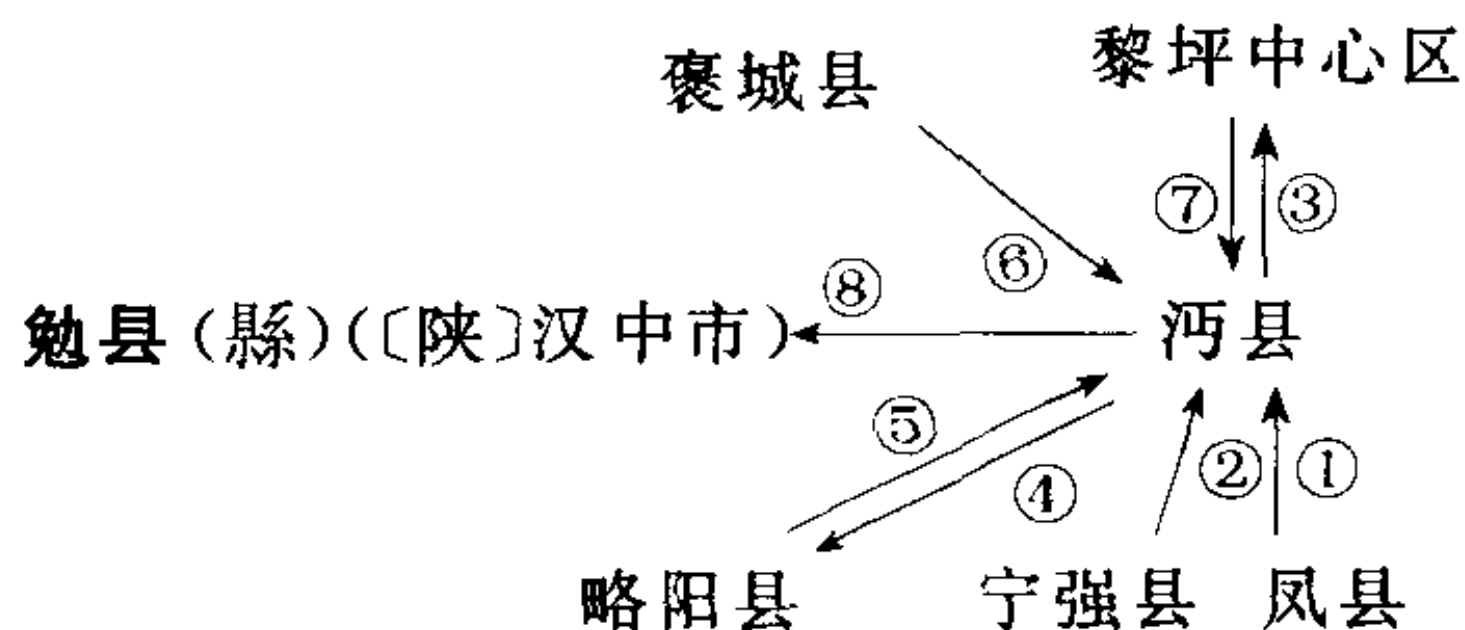 褒城县
黎坪中心区
⑦
③
⑥
⑧
勉县(縣)(〔陕〕汉中市)
沔县
⑤
④
②
①
略阳县
宁强县
凤县